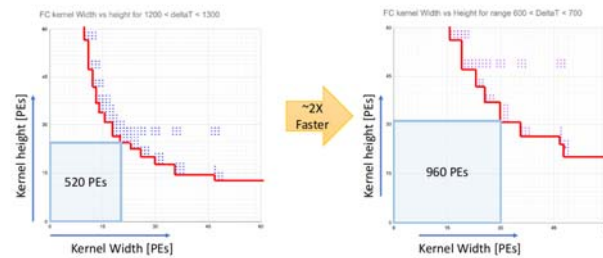 FC kernel Width vs height for 1200 < deltaT < 1300
Kernel height [PEs]
520 PEs
Kernel Width [PEs]
~2X
Faster
FC kernel Width vs Height for range 600 < DeltaT < 700
Kernel height [PEs]
960 PEs
Kernel Width [PEs]